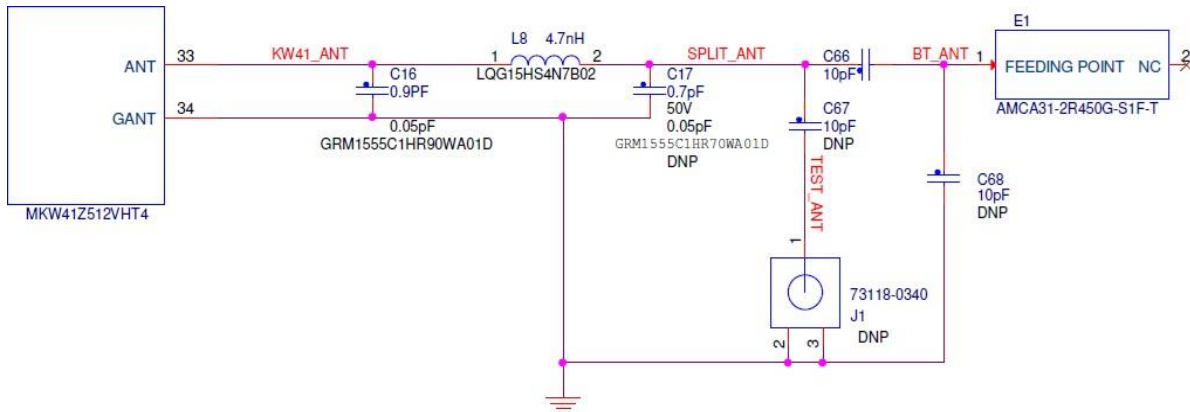 E1
L8 4.7nH
33
KW41_ANT
1
2
SPLIT_ANT
C66
10pF
BT_ANT
1
2
ANT
LQG15HS4N7B02
FEEDING POINT NC
C16
0.9PF
C17
0.7pF
50V
0.05pF
GRM1555C1HR70WA01D
DNP
AMCA31-2R450G-S1F-T
34
GANT
0.05pF
GRM1555C1HR90WA01D
C67
10pF
DNP
TEST_ANT
C68
10pF
DNP
MKW41Z512VHT4
1
73118-0340
J1
DNP
2
3